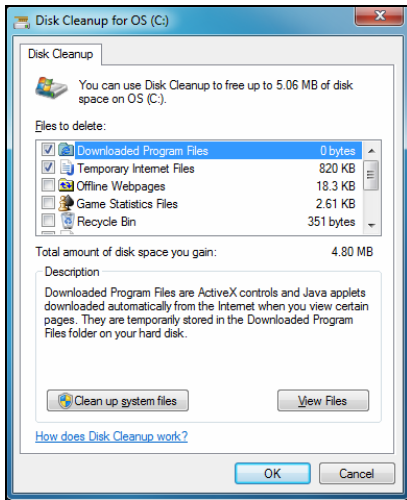 Disk Cleanup for OS (C:)
Disk Cleanup
You can use Disk Cleanup to free up to 5.06 MB of disk
space on OS (C:).
Files to delete:
Downloaded Program Files 0 bytes
Temporary Internet Files 820 KB
Offline Webpages 18.3 KB
Game Statistics Files 2.61 KB
Recycle Bin 351 bytes
Total amount of disk space you gain: 4.80 MB
Description
Downloaded Program Files are ActiveX controls and Java applets
downloaded automatically from the Internet when you view certain
pages. They are temporarily stored in the Downloaded Program
Files folder on your hard disk.
Clean up system files View Files
How does Disk Cleanup work?
OK Cancel